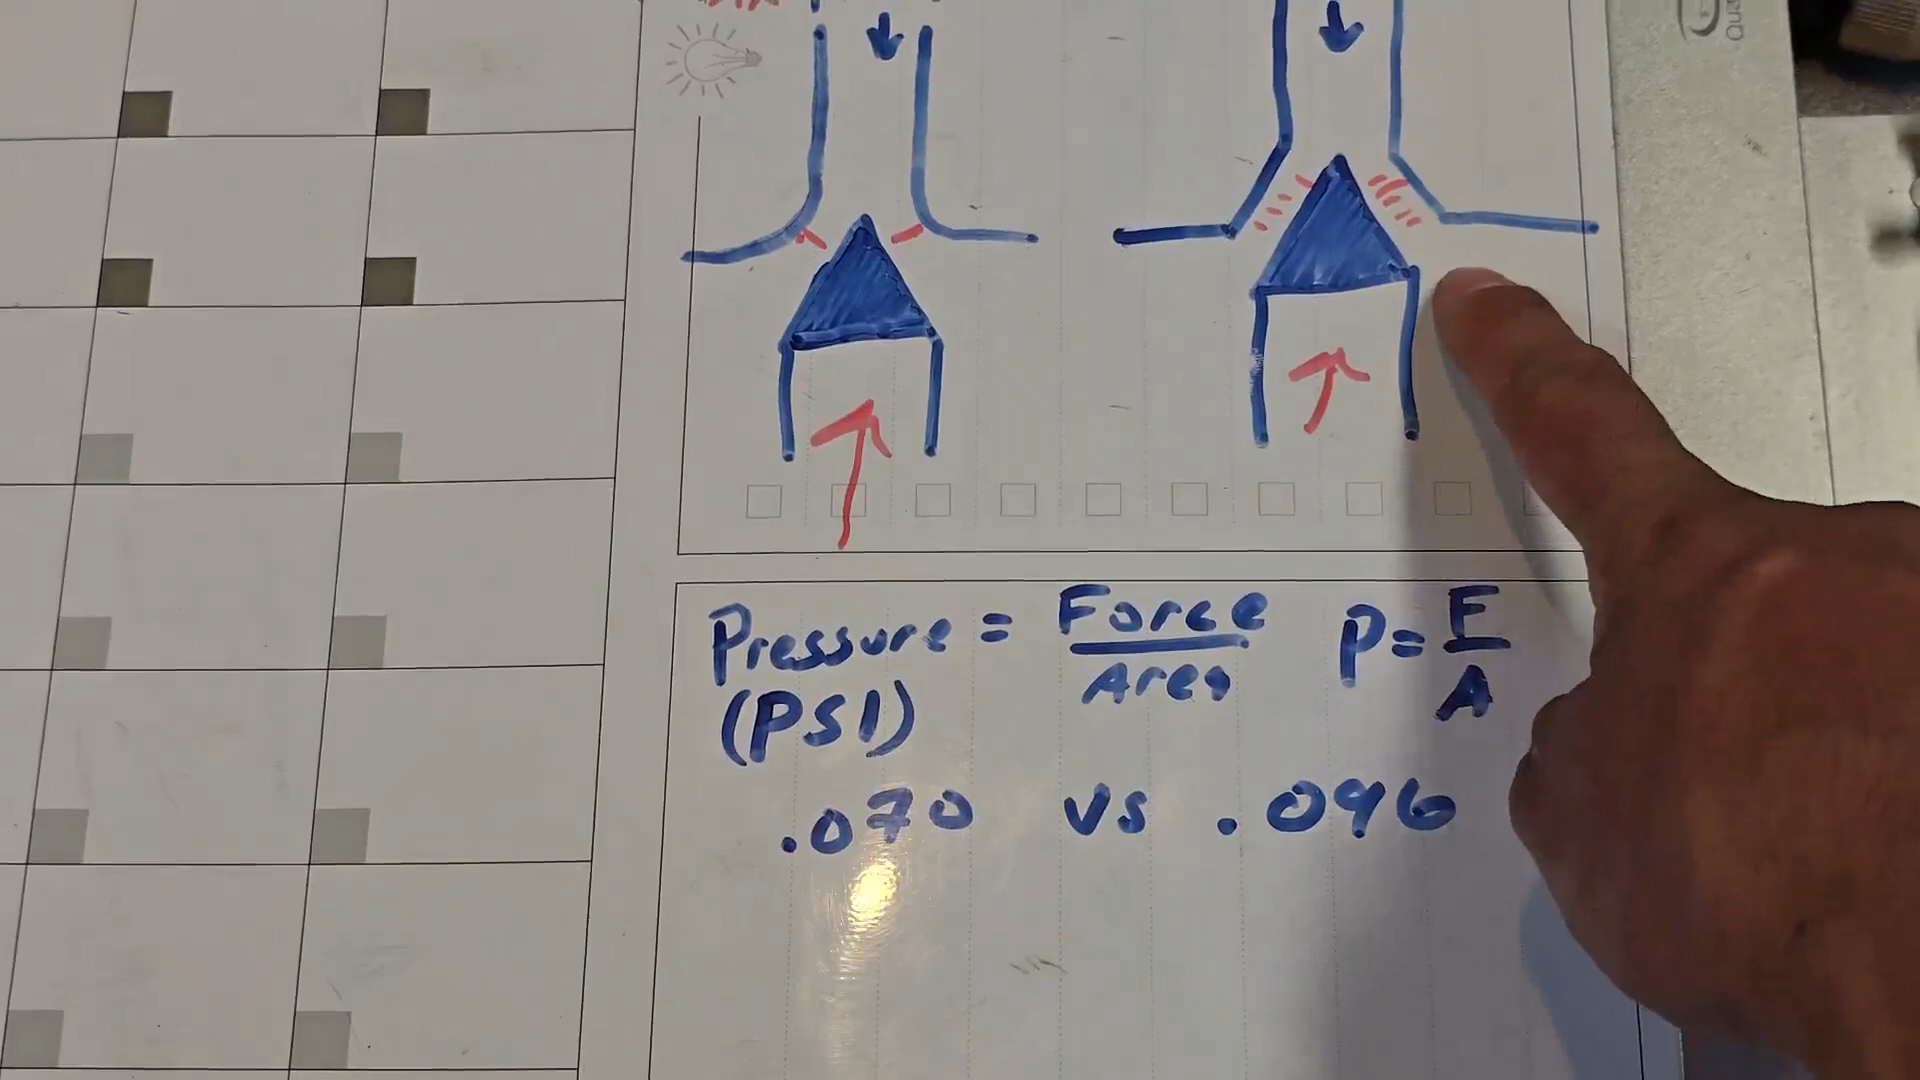 Pressure = Force / Area P = F / A
(PSI)
.070 vs .096